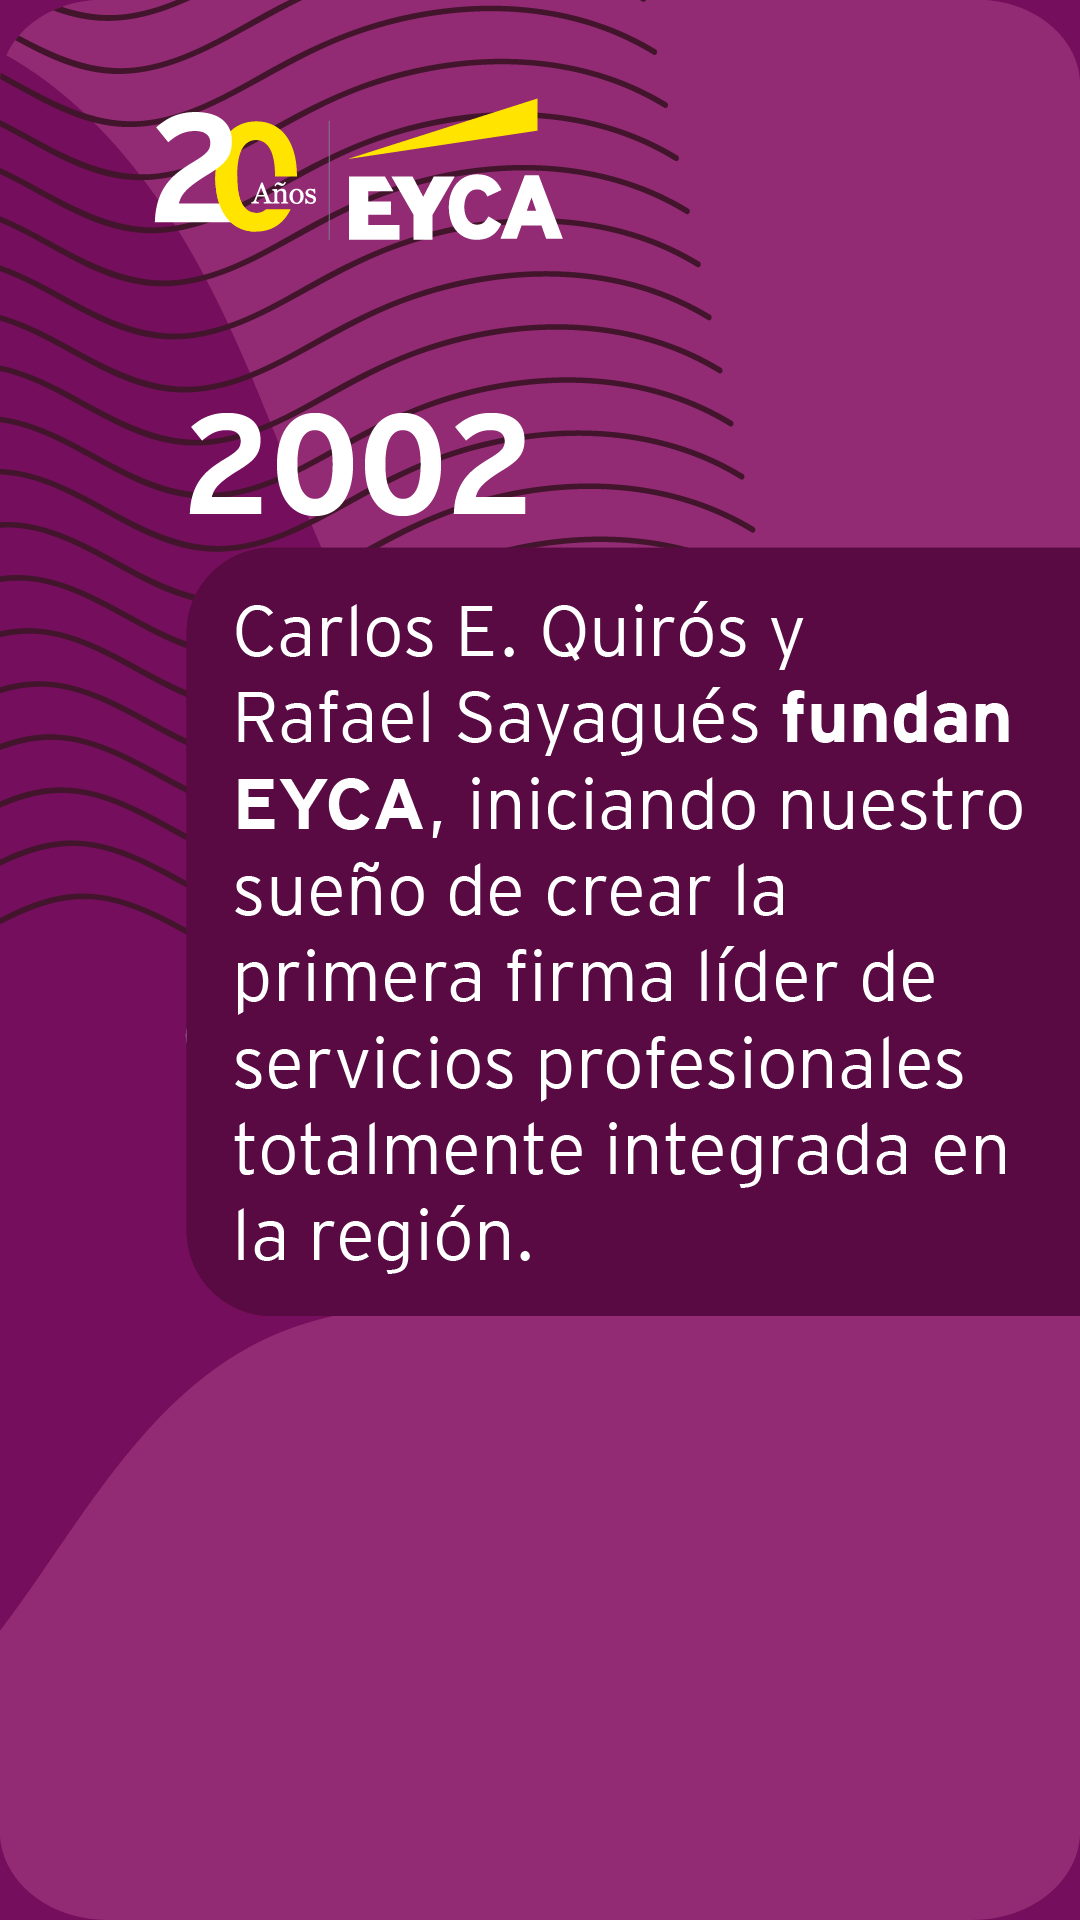 20 Años
EYCA
2002
Carlos E. Quirós y
Rafael Sayagués fundan
EYCA, iniciando nuestro
sueño de crear la
primera firma líder de
servicios profesionales
totalmente integrada en
la región.